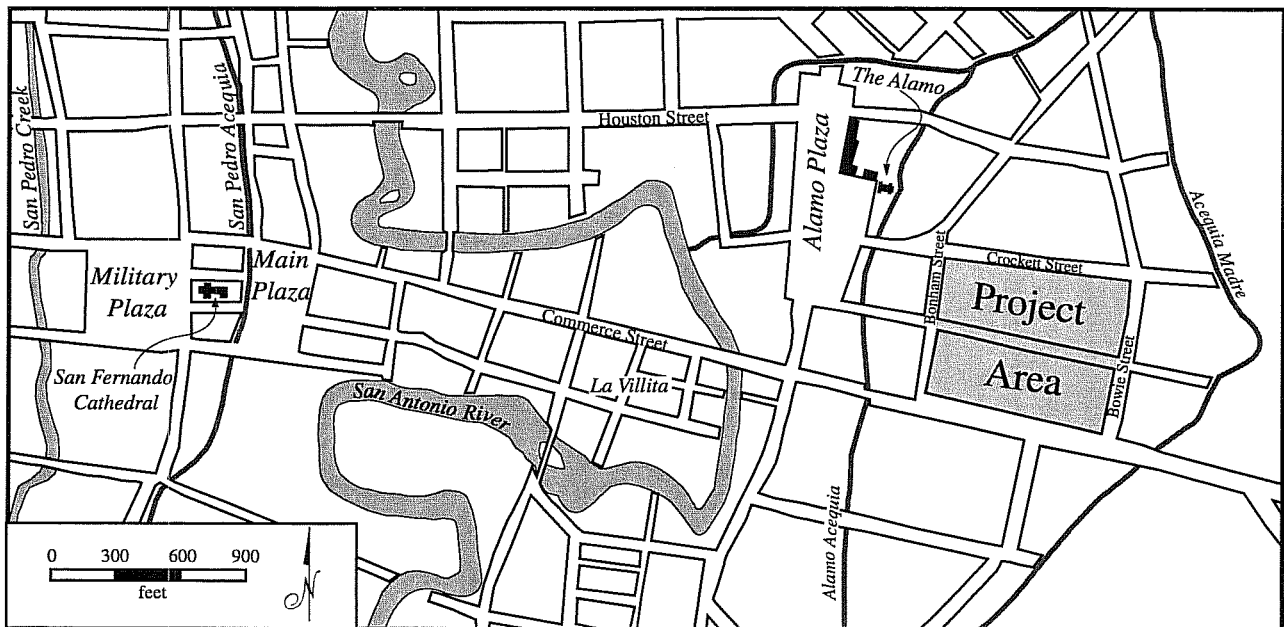 San Pedro Creek
San Pedro Acequia
The Alamo
Houston Street
Alamo Plaza
Acequia Madre
Military
Plaza
Main
Plaza
Bonham Street
Crockett Street
Project
Area
Bowie Street
Commerce Street
San Fernando
Cathedral
La Villita
San Antonio River
Alamo Acequia
0 300 600 900
feet
N